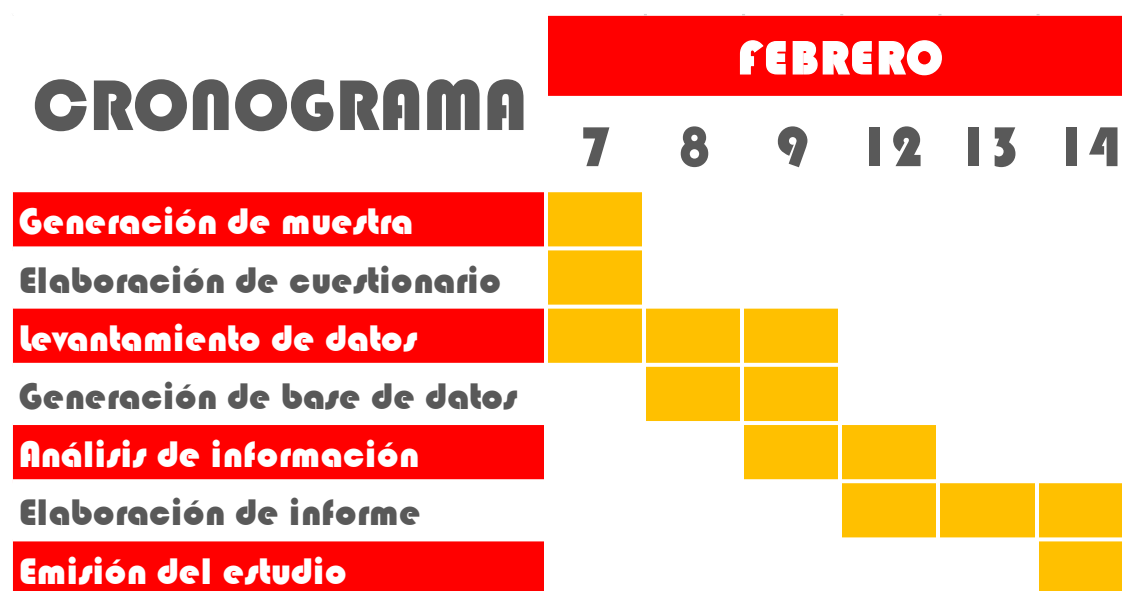 FEBRERO
CRONOGRAMA
7 8 9 12 13 14
Generación de muestra
Elaboración de cuestionario
Levantamiento de datos
Generación de base de datos
Análisis de información
Elaboración de informe
Emisión del estudio